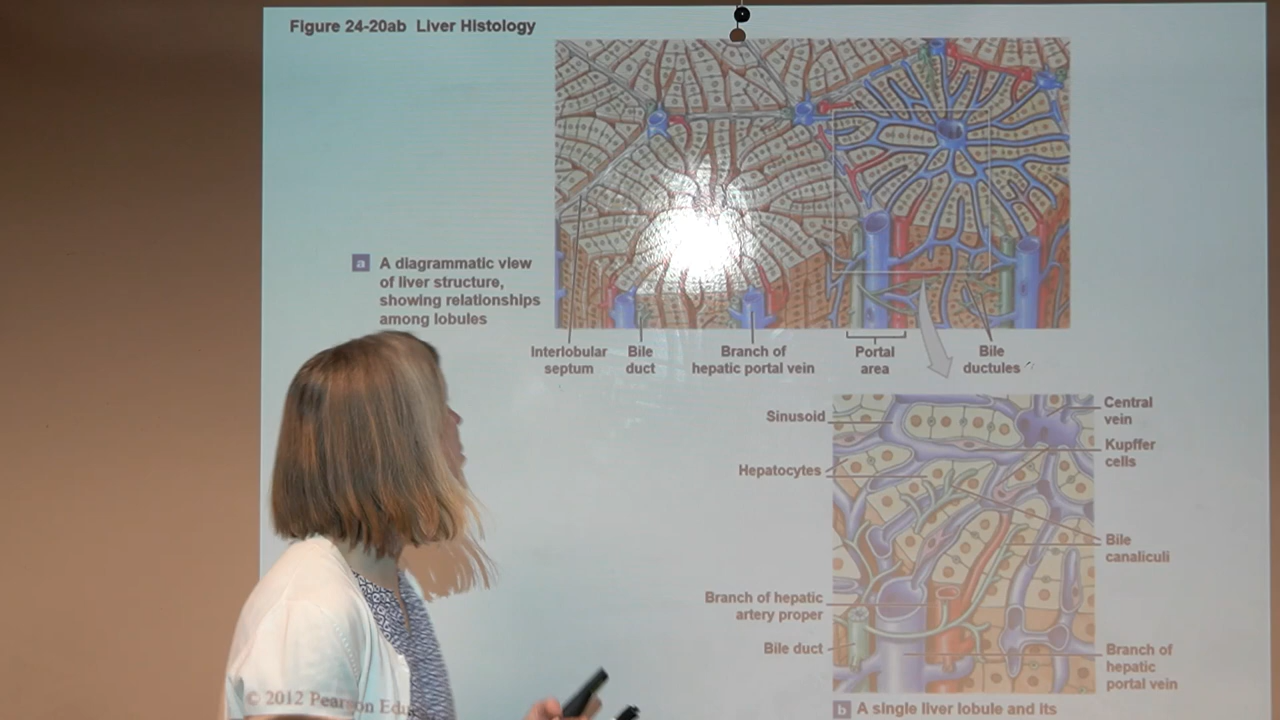 Figure 24-20ab Liver Histology
a A diagrammatic view
of liver structure,
showing relationships
among lobules
Interlobular
septum
Bile
duct
Branch of
hepatic portal vein
Portal
area
Bile
ductules
Sinusoid
Hepatocytes
Branch of hepatic
artery proper
Bile duct
Central
vein
Kupffer
cells
Bile
canaliculi
Branch of
hepatic
portal vein
b A single liver lobule and its
© 2012 Pearson Edu